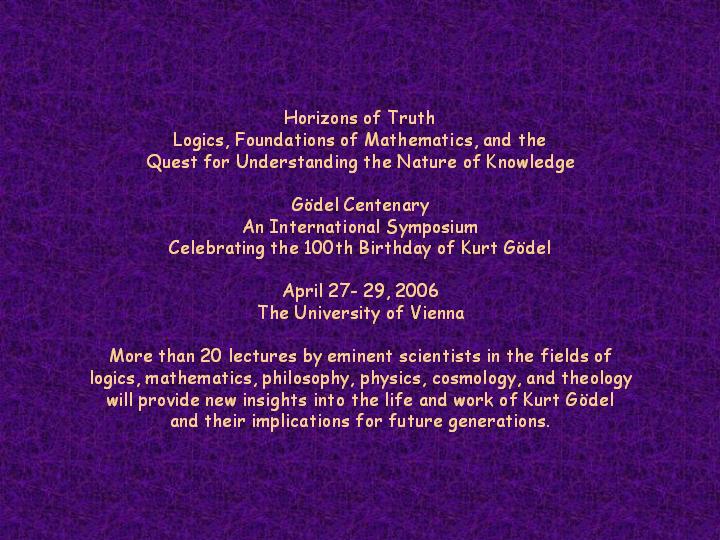 Horizons of Truth
Logics, Foundations of Mathematics, and the
Quest for Understanding the Nature of Knowledge
Gödel Centenary
An International Symposium
Celebrating the 100th Birthday of Kurt Gödel
April 27- 29, 2006
The University of Vienna
More than 20 lectures by eminent scientists in the fields of
logics, mathematics, philosophy, physics, cosmology, and theology
will provide new insights into the life and work of Kurt Gödel
and their implications for future generations.